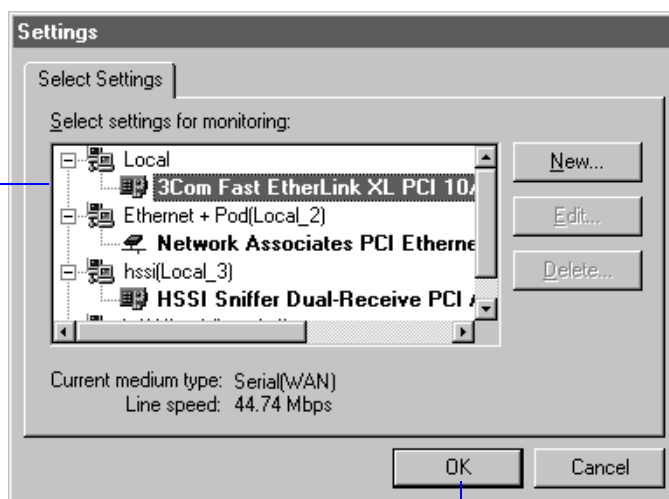 Settings
Select Settings
Select settings for monitoring:
Local
3Com Fast EtherLink XL PCI 10/
Ethernet + Pod(Local_2)
Network Associates PCI Etherne
hssi(Local_3)
HSSI Sniffer Dual-Receive PCI
New...
Edit...
Delete...
Current medium type: Serial(WAN)
Line speed: 44.74 Mbps
OK
Cancel